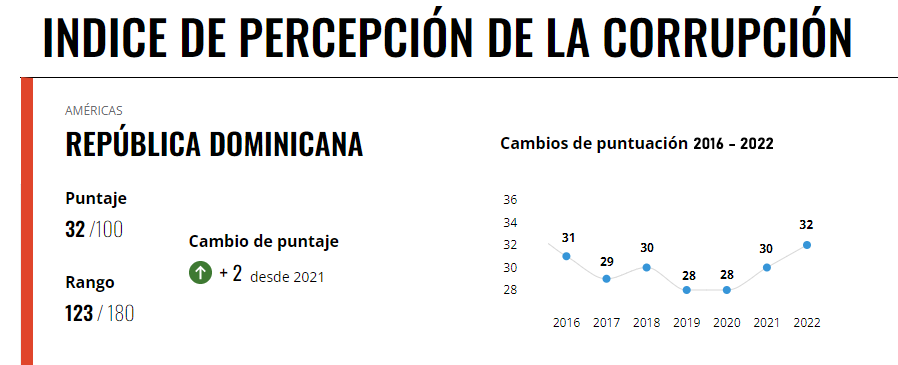 INDICE DE PERCEPCIÓN DE LA CORRUPCIÓN
AMÉRICAS
REPÚBLICA DOMINICANA
Puntaje
32 /100
Cambio de puntaje
+ 2 desde 2021
Rango
123 / 180
Cambios de puntuación 2016 – 2022
36
34
32
30
28
31
29
30
28
28
30
32
2016 2017 2018 2019 2020 2021 2022